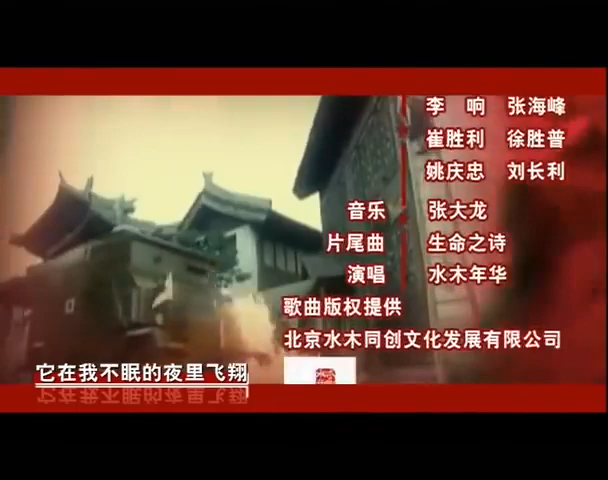 李 响 张海峰
崔胜利 徐胜普
姚庆忠 刘长利
音乐 张大龙
片尾曲 生命之诗
演唱 水木年华
歌曲版权提供
北京水木同创文化发展有限公司
它在我不眠的夜里飞翔